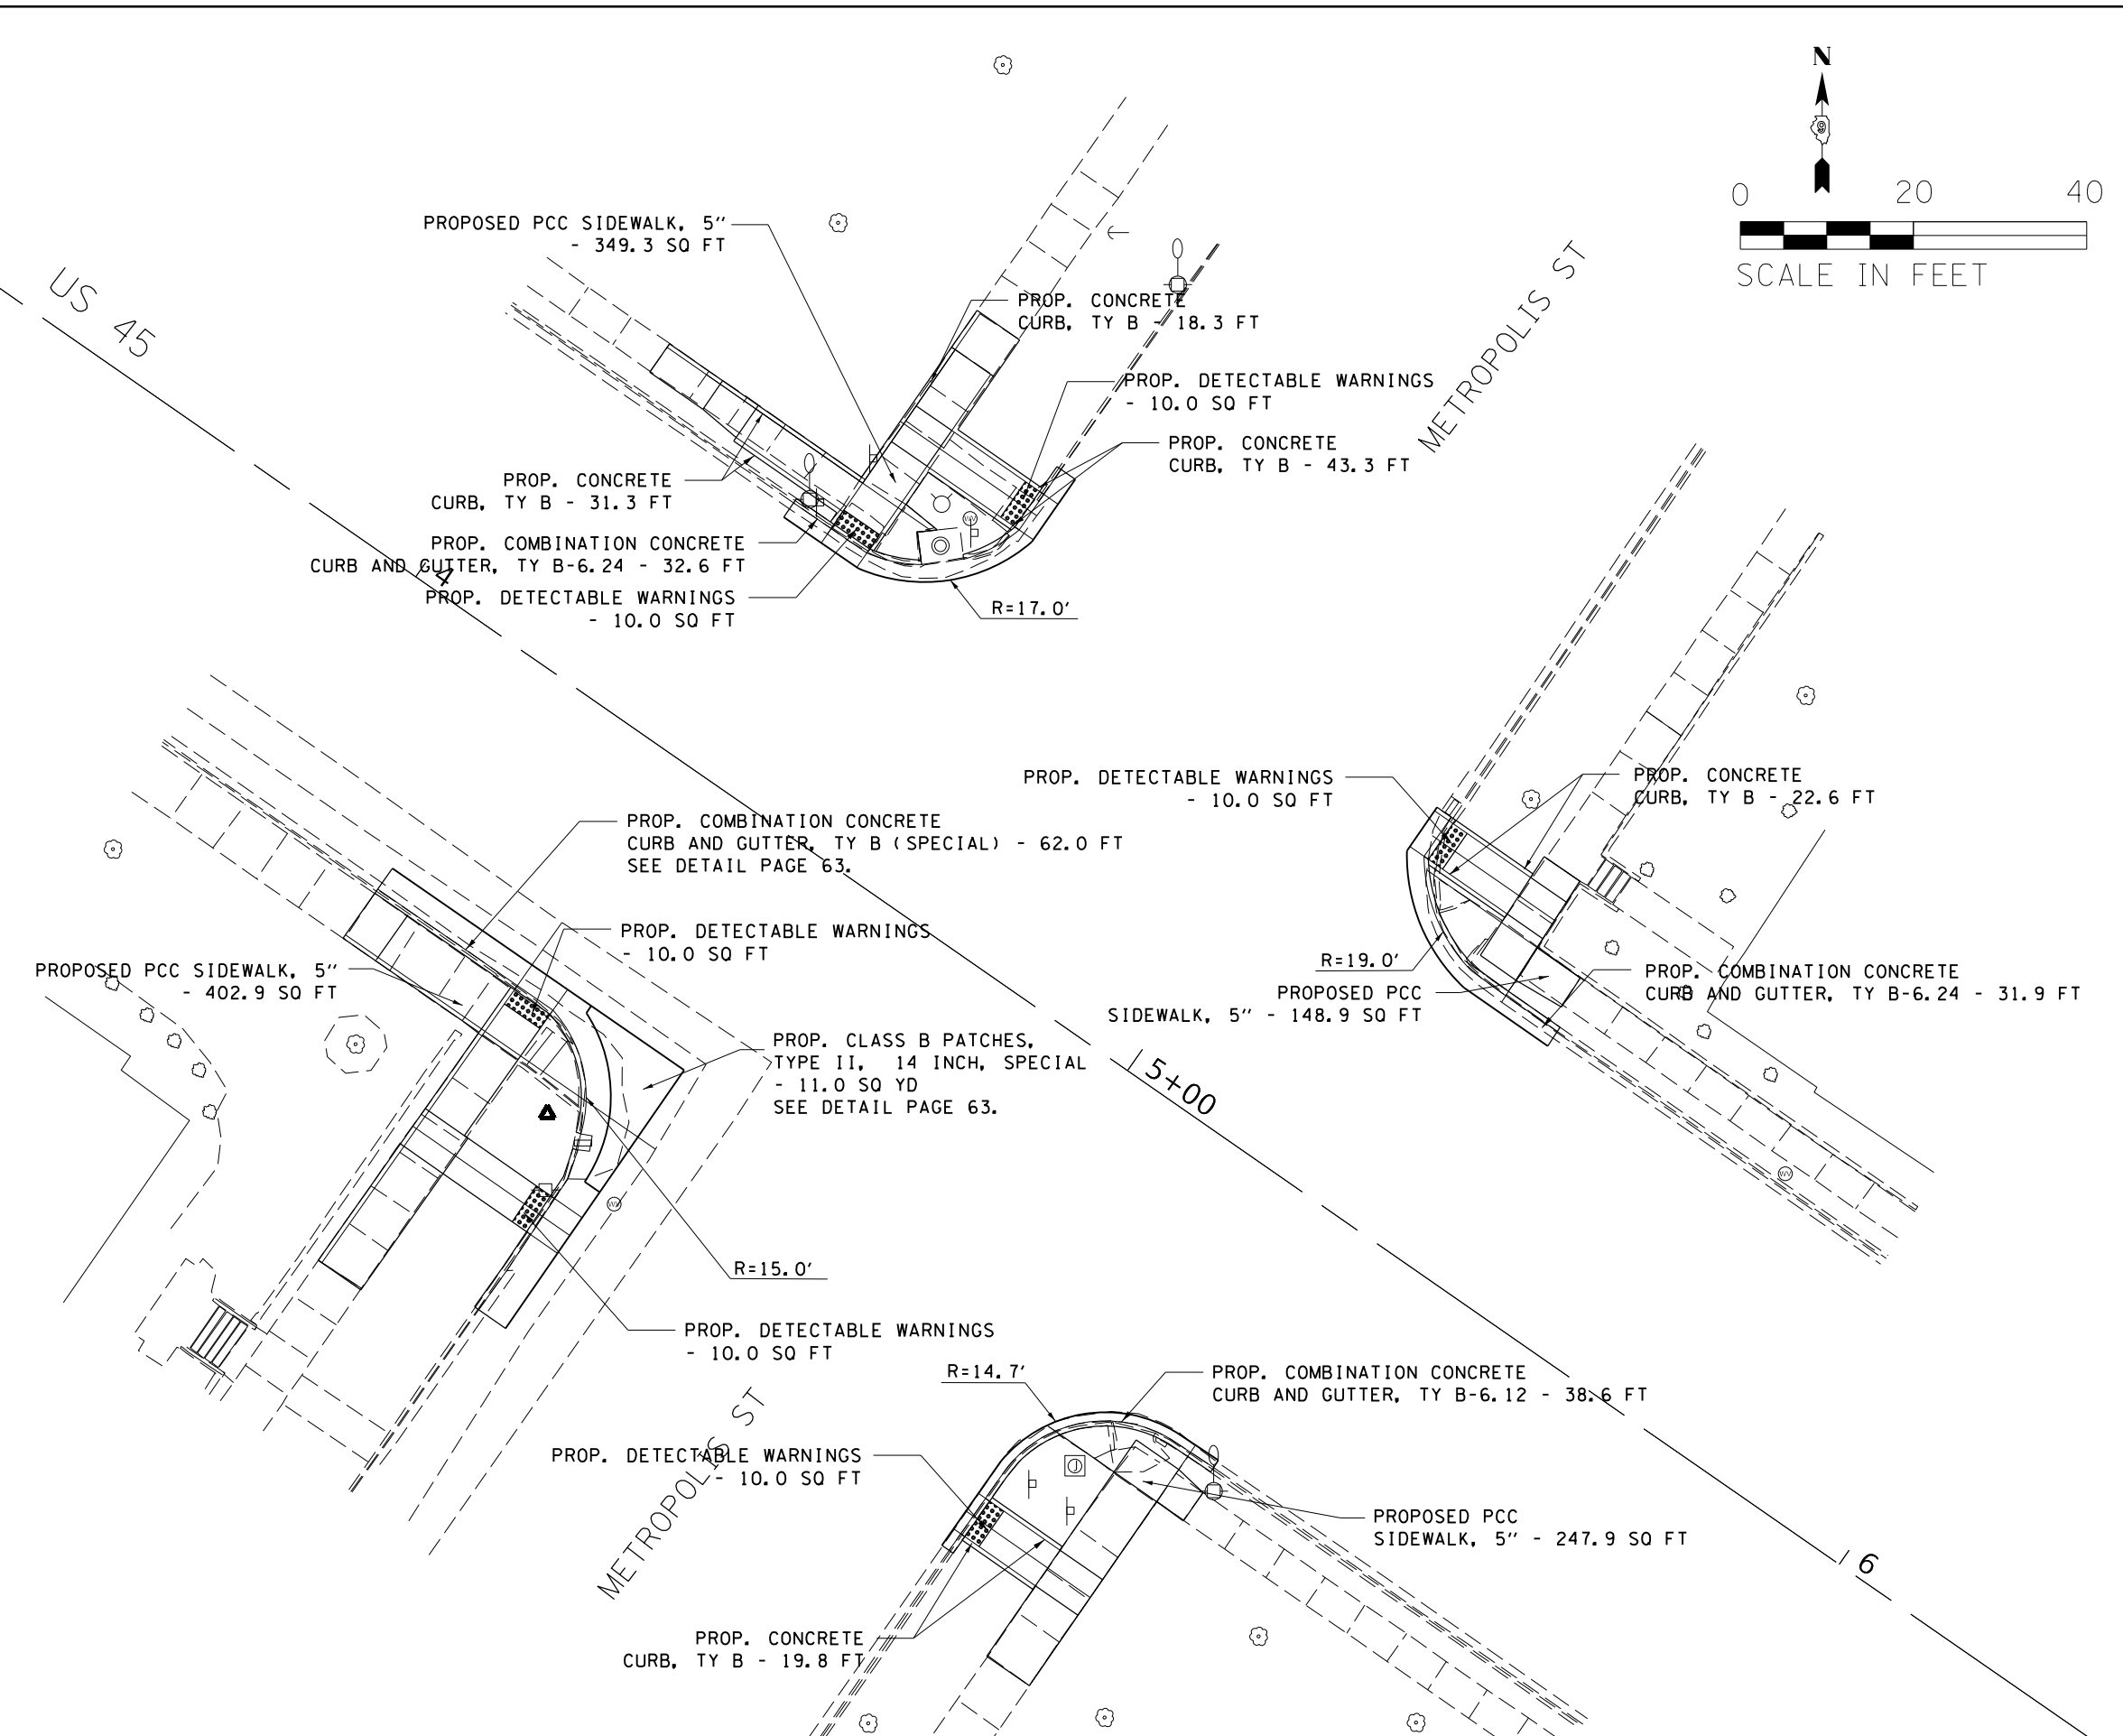 N
9
0 20 40
SCALE IN FEET
US 45
METROPOLIS ST
PROPOSED PCC SIDEWALK, 5"
- 349.3 SQ FT
PROP. CONCRETE
CURB, TY B - 18.3 FT
PROP. DETECTABLE WARNINGS
- 10.0 SQ FT
PROP. CONCRETE
CURB, TY B - 43.3 FT
PROP. CONCRETE
CURB, TY B - 31.3 FT
PROP. COMBINATION CONCRETE
CURB AND GUTTER, TY B-6.24 - 32.6 FT
4
PROP. DETECTABLE WARNINGS
- 10.0 SQ FT
WV
R=17.0'
PROP. DETECTABLE WARNINGS
- 10.0 SQ FT
PROP. CONCRETE
CURB, TY B - 22.6 FT
PROP. COMBINATION CONCRETE
CURB AND GUTTER, TY B (SPECIAL) - 62.0 FT
SEE DETAIL PAGE 63.
PROP. DETECTABLE WARNINGS
- 10.0 SQ FT
PROPOSED PCC SIDEWALK, 5"
- 402.9 SQ FT
R=19.0'
PROPOSED PCC
SIDEWALK, 5" - 148.9 SQ FT
PROP. COMBINATION CONCRETE
CURB AND GUTTER, TY B-6.24 - 31.9 FT
PROP. CLASS B PATCHES,
TYPE II, 14 INCH, SPECIAL
- 11.0 SQ YD
SEE DETAIL PAGE 63.
5+00
WV
WV
R=15.0'
PROP. DETECTABLE WARNINGS
- 10.0 SQ FT
METROPOLIS ST
R=14.7'
PROP. COMBINATION CONCRETE
CURB AND GUTTER, TY B-6.12 - 38.6 FT
PROP. DETECTABLE WARNINGS
- 10.0 SQ FT
J
PROPOSED PCC
SIDEWALK, 5" - 247.9 SQ FT
6
PROP. CONCRETE
CURB, TY B - 19.8 FT